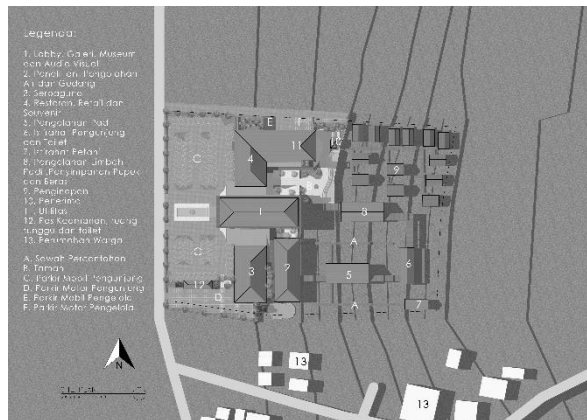 Legenda:
1. Lobby, Galeri, Museum
dan Audio Visual
2. Penelitian, Pengolahan
Air dan Gudang
3. Serbaguna
4. Restoran, Retail dan
Souvenir
5. Pengolahan Padi
6. Istirahat Pengunjung
dan Toilet
7. Istirahat Petani
8. Pengolahan Limbah
Padi, Penyimpanan Pupuk
dan Beras
9. Penginapan
10. Penerima
11. Utilitas
12. Pos Keamanan, ruang
tunggu dan toilet
13. Perumahan Warga
A. Sawah Percontohan
B. Taman
C. Parkir Mobil Pengunjung
D. Parkir Motor Pengunjung
E. Parkir Mobil Pengelola
F. Parkir Motor Pengelola
N
E
F
C
4
11
10
9
1
8
A
C
3
2
5
6
12
D
A
7
13
13